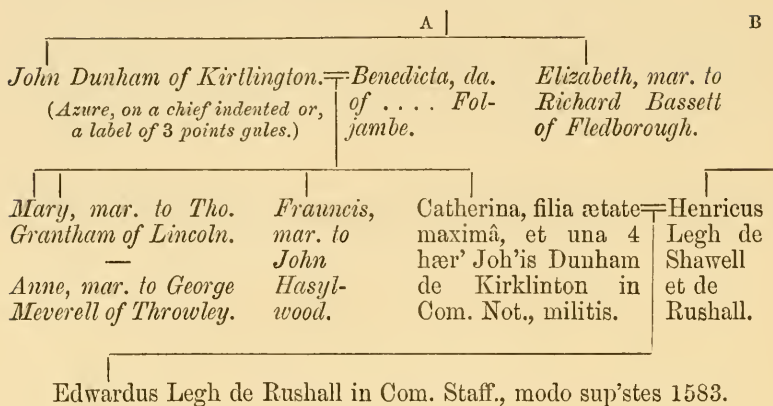 A B
John Dunham of Kirtlington.
(Azure, on a chief indented or,
a label of 3 points gules.)
Benedicta, da.
of .... Fol-
jambe.
Elizabeth, mar. to
Richard Bassett
of Fledborough.
Mary, mar. to Tho.
Grantham of Lincoln.
—
Anne, mar. to George
Meverell of Throwley.
Frauncis,
mar. to
John
Hasyl-
wood.
Catherina, filia ætate
maximâ, et una 4
hær' Joh'is Dunham
de Kirklinton in
Com. Not., militis.
Henricus
Legh de
Shawell
et de
Rushall.
Edwardus Legh de Rushall in Com. Staff., modo sup'stes 1583.